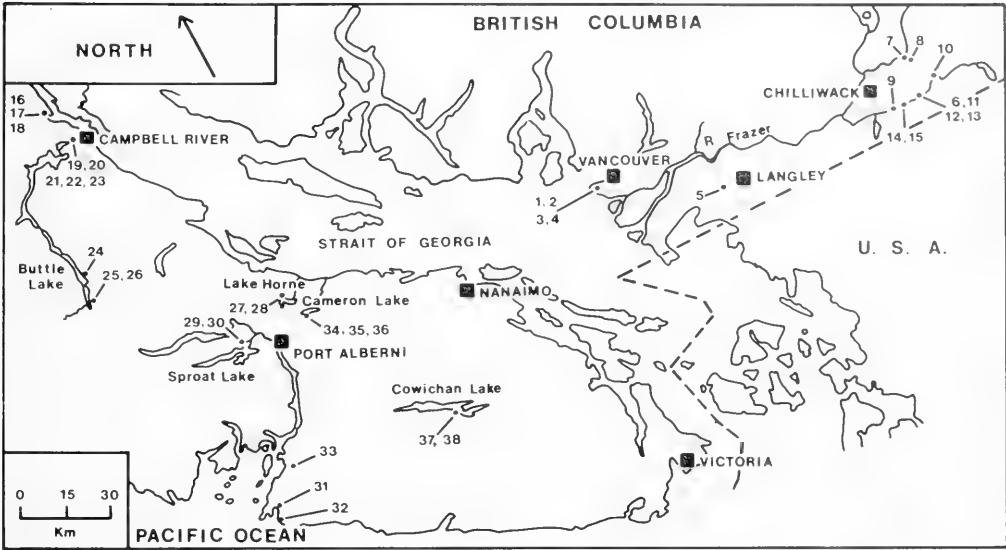 BRITISH COLUMBIA
NORTH
7
8
10
16
17
18
CHILLIWACK
9
6,11
12,13
14,15
CAMPBELL RIVER
19,20
21,22,23
R Frazer
VANCOUVER
1,2
3,4
5
LANGLEY
STRAIT OF GEORGIA
U. S. A.
24
Buttle
Lake
25,26
Lake Horne
Cameron Lake
NANAIMO
27,28
34,35,36
29,30
PORT ALBERNI
Sproat Lake
Cowichan Lake
37,38
33
VICTORIA
31
32
0 15 30
Km
PACIFIC OCEAN